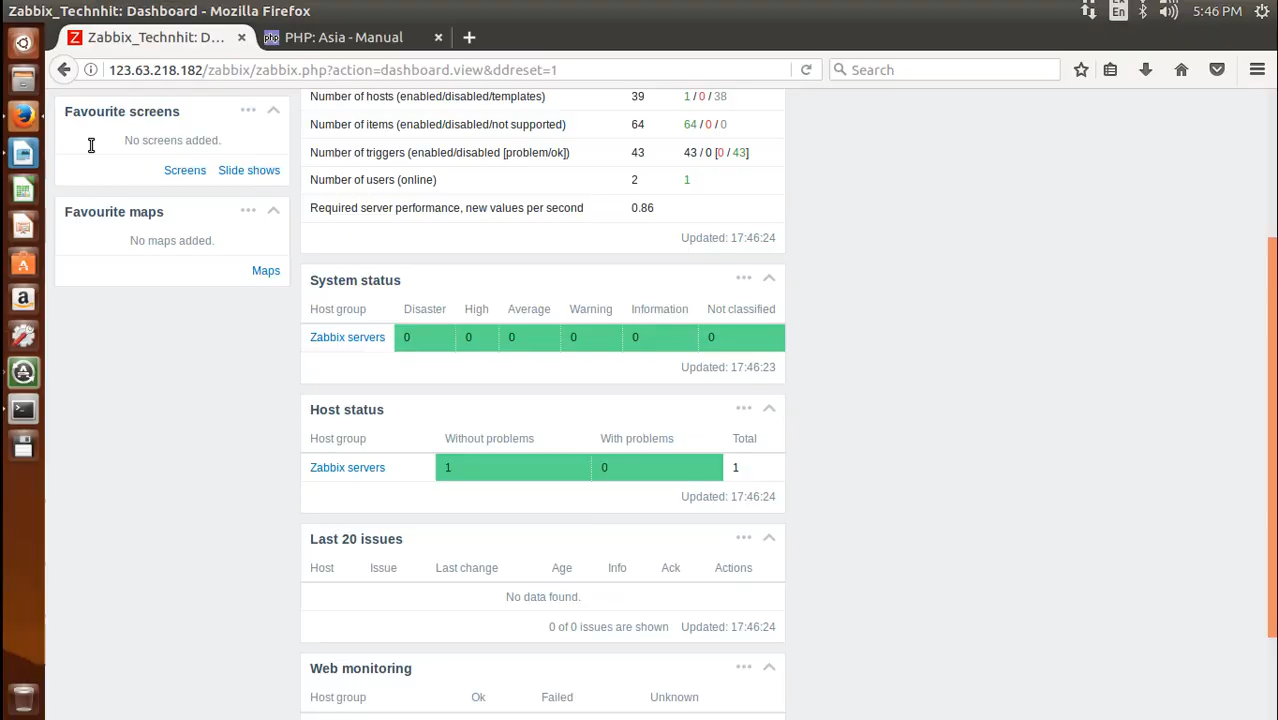 Zabbix_Technhit: Dashboard - Mozilla Firefox
En
5:46 PM
Zabbix_Technhit: D...
php
PHP: Asia - Manual
123.63.218.182/zabbix/zabbix.php?action=dashboard.view&ddreset=1
Search
Favourite screens
No screens added.
Screens Slide shows
Favourite maps
No maps added.
Maps
Number of hosts (enabled/disabled/templates) 39 1 / 0 / 38
Number of items (enabled/disabled/not supported) 64 64 / 0 / 0
Number of triggers (enabled/disabled [problem/ok]) 43 43 / 0 [0 / 43]
Number of users (online) 2 1
Required server performance, new values per second 0.86
Updated: 17:46:24
System status
Host group Disaster High Average Warning Information Not classified
Zabbix servers 0 0 0 0 0 0
Updated: 17:46:23
Host status
Host group Without problems With problems Total
Zabbix servers 1 0 1
Updated: 17:46:24
Last 20 issues
Host Issue Last change Age Info Ack Actions
No data found.
0 of 0 issues are shown Updated: 17:46:24
Web monitoring
Host group Ok Failed Unknown